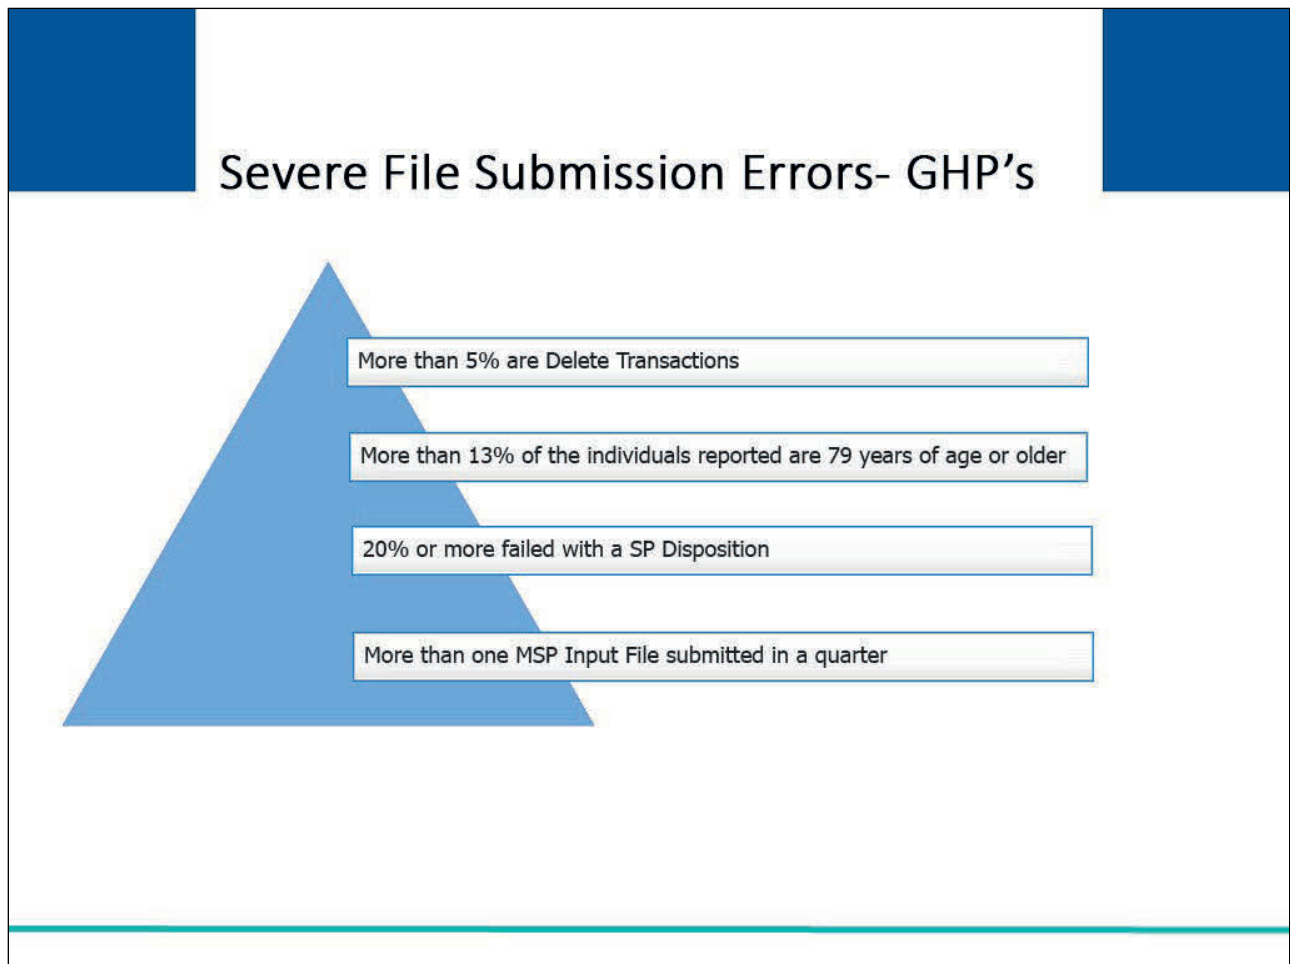 Severe File Submission Errors- GHP’s
More than 5% are Delete Transactions
More than 13% of the individuals reported are 79 years of age or older
20% or more failed with a SP Disposition
More than one MSP Input File submitted in a quarter